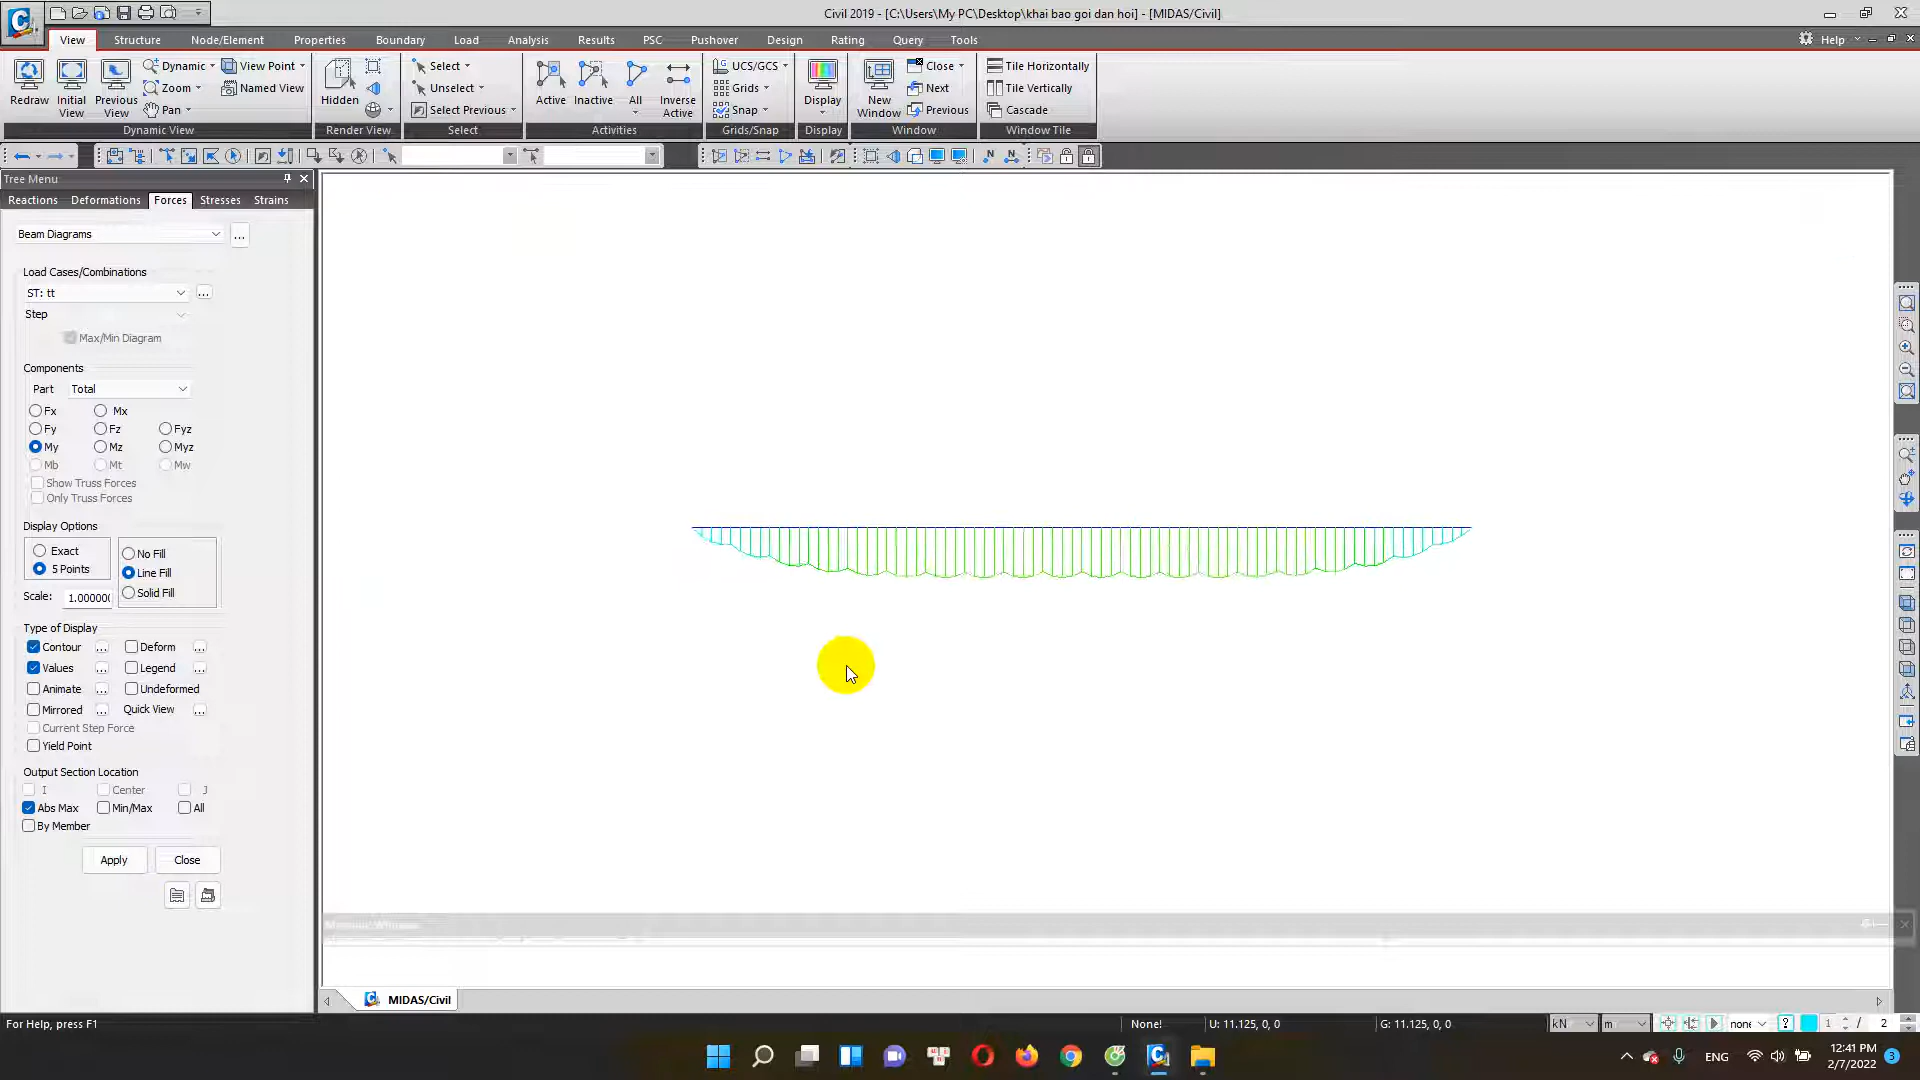 Civil 2019 - [C:\Users\My PC\Desktop\khai bao goi dan hoi] - [MIDAS/Civil]
View Structure Node/Element Properties Boundary Load Analysis Results PSC Pushover Design Rating Query Tools Help
Redraw Initial View Previous View Dynamic Zoom Pan View Point Named View
Dynamic View
Hidden
Render View
Select Unselect Select Previous
Select
Active Inactive All Inverse Active
Activities
UCS/GCS Grids Snap
Grids/Snap
Display
Display
New Window Close Next Previous
Window
Tile Horizontally
Tile Vertically
Cascade
Window Tile
Tree Menu
Reactions Deformations Forces Stresses Strains
Beam Diagrams ...
Load Cases/Combinations
ST: tt ...
Step
Max/Min Diagram
Components
Part Total
Fx Mx
Fy Fz Fyz
My Mz Myz
Mb Mt Mw
Show Truss Forces
Only Truss Forces
Display Options
Exact No Fill
5 Points Line Fill
Scale: 1.00000 Solid Fill
Type of Display
Contour ... Deform ...
Values ... Legend ...
Animate ... Undeformed
Mirrored ... Quick View ...
Current Step Force
Yield Point
Output Section Location
I Center J
Abs Max Min/Max All
By Member
Apply Close
MIDAS/Civil
For Help, press F1 None! U: 11.125, 0, 0 G: 11.125, 0, 0 kN m none ? 1 / 2
ENG 12:41 PM 3
2/7/2022